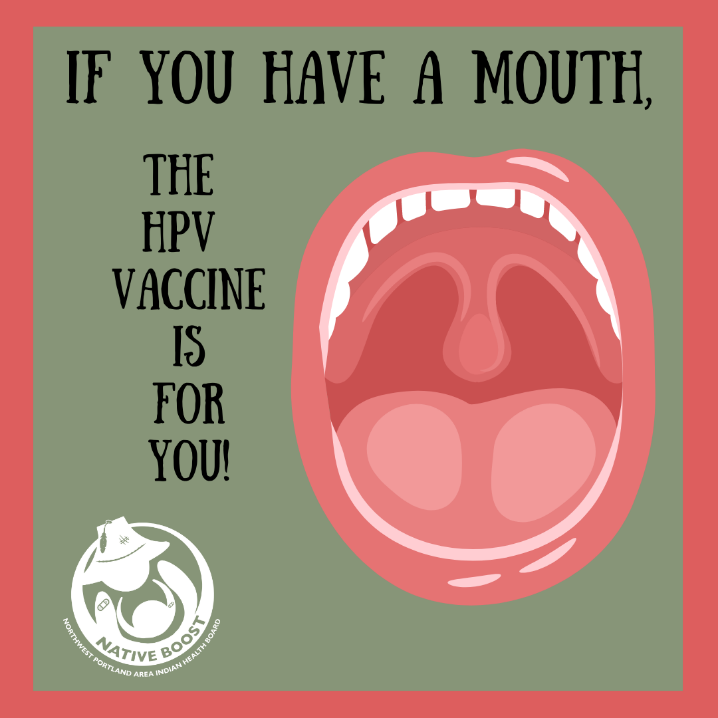 IF YOU HAVE A MOUTH,
THE
HPV
VACCINE
IS
FOR
YOU!
NATIVE BOOST
NORTHWEST PORTLAND AREA INDIAN HEALTH BOARD